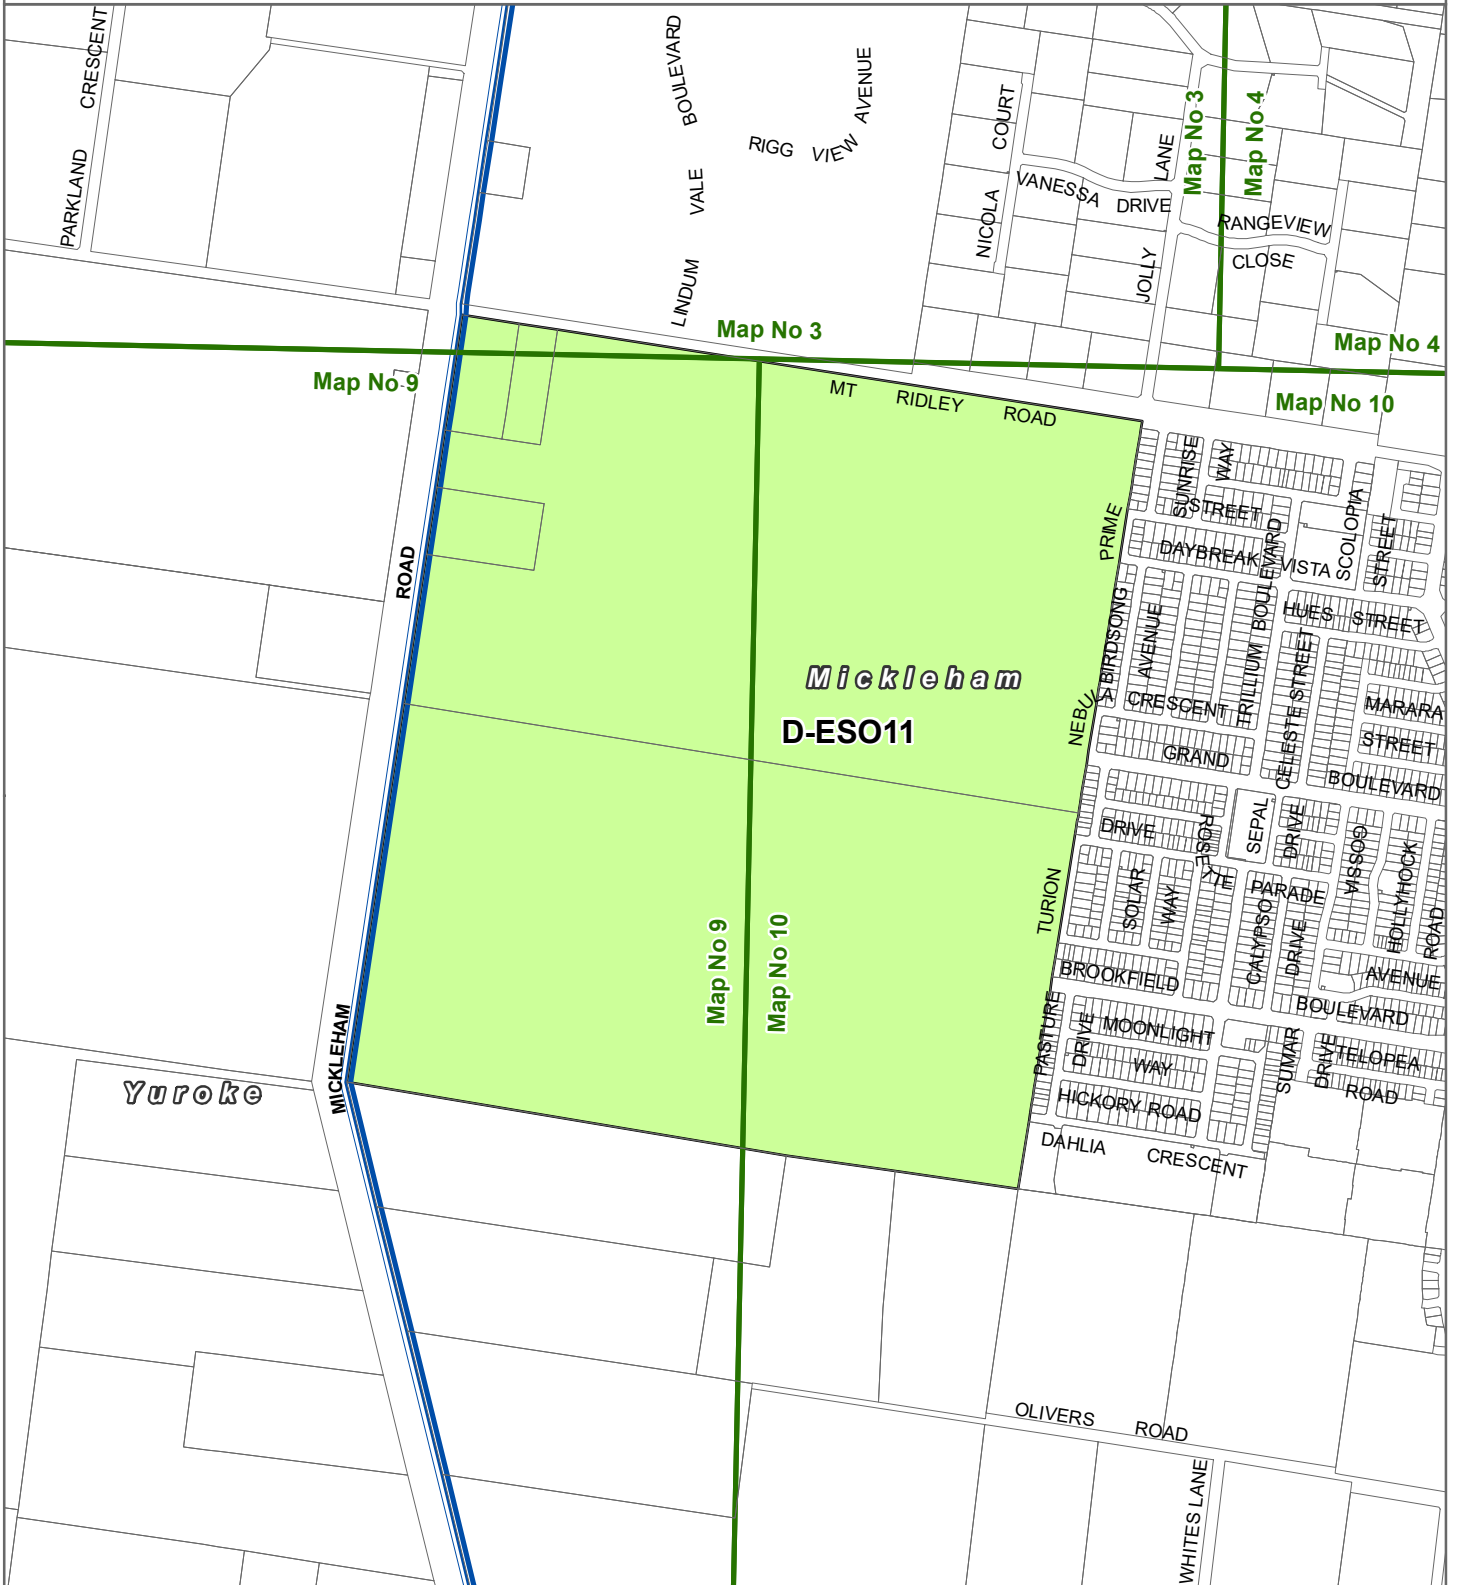 PARKLAND CRESCENT
BOULEVARD
VALE
LINDUM
RIGG VIEW AVENUE
NICOLA COURT
VANESSA DRIVE
JOLLY LANE
Map No 3
Map No 4
RANGEVIEW
CLOSE
Map No 3
Map No 4
Map No 9
Map No 10
MT RIDLEY ROAD
ROAD
MICKLEHAM
Mickleham
D-ESO11
Yuroke
Map No 9
Map No 10
SUNRISE
WAY
STREET
PRIME
DAYBREAK
VISTA
SCOLOPIA
STREET
BOULEVARD
TRILLIUM
HUES STREET
BIRDSONG
AVENUE
NEBULA
CRESCENT
CELESTE STREET
MARARA
STREET
GRAND
BOULEVARD
DRIVE
ROSETTE
SEPAL
DRIVE
GOSSIA
HOLLYHOCK
ROAD
PARADE
TURION
SOLAR
WAY
CALYPSO
DRIVE
BROOKFIELD
AVENUE
BOULEVARD
PASTURE
DRIVE
MOONLIGHT
WAY
SUMAR
DRIVE
TELOPEA
ROAD
HICKORY ROAD
DAHLIA CRESCENT
OLIVERS ROAD
WHITES LANE